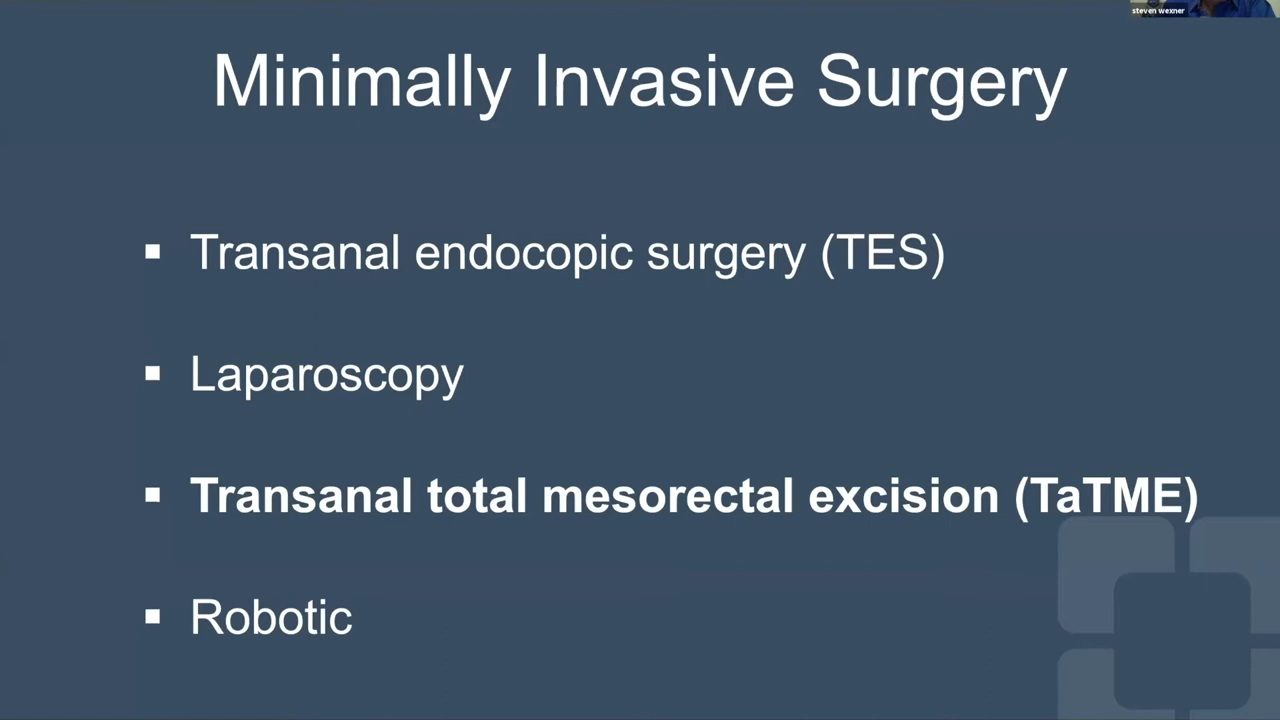 steven wexner
Minimally Invasive Surgery
▪ Transanal endocopic surgery (TES)
▪ Laparoscopy
▪ Transanal total mesorectal excision (TaTME)
▪ Robotic